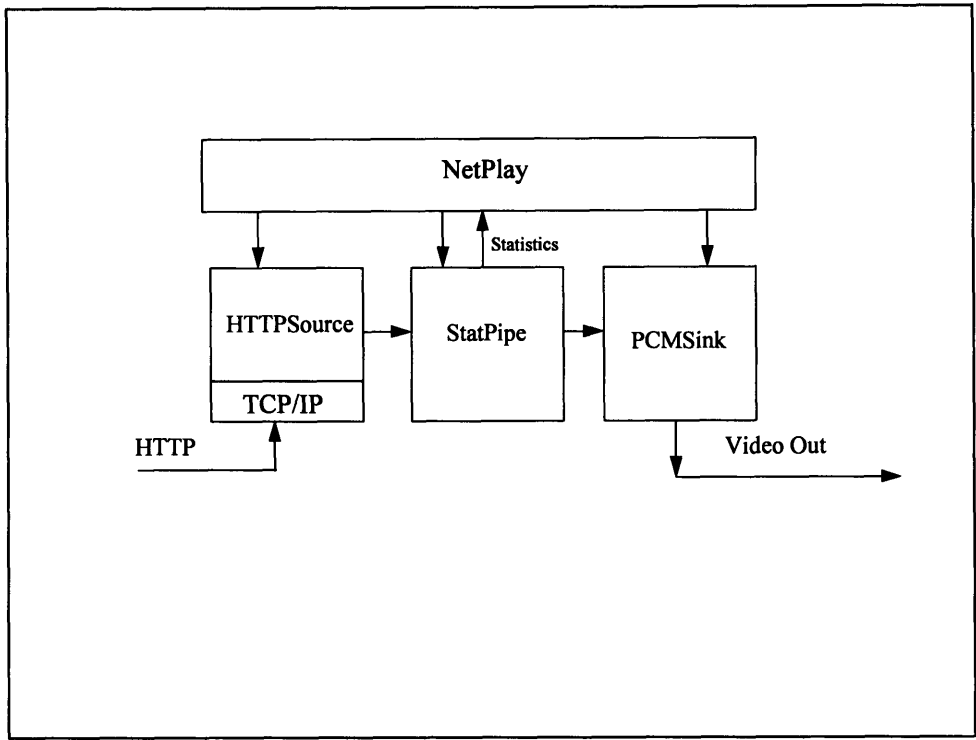 NetPlay
Statistics
HTTPSource
StatPipe
PCMSink
TCP/IP
HTTP
Video Out